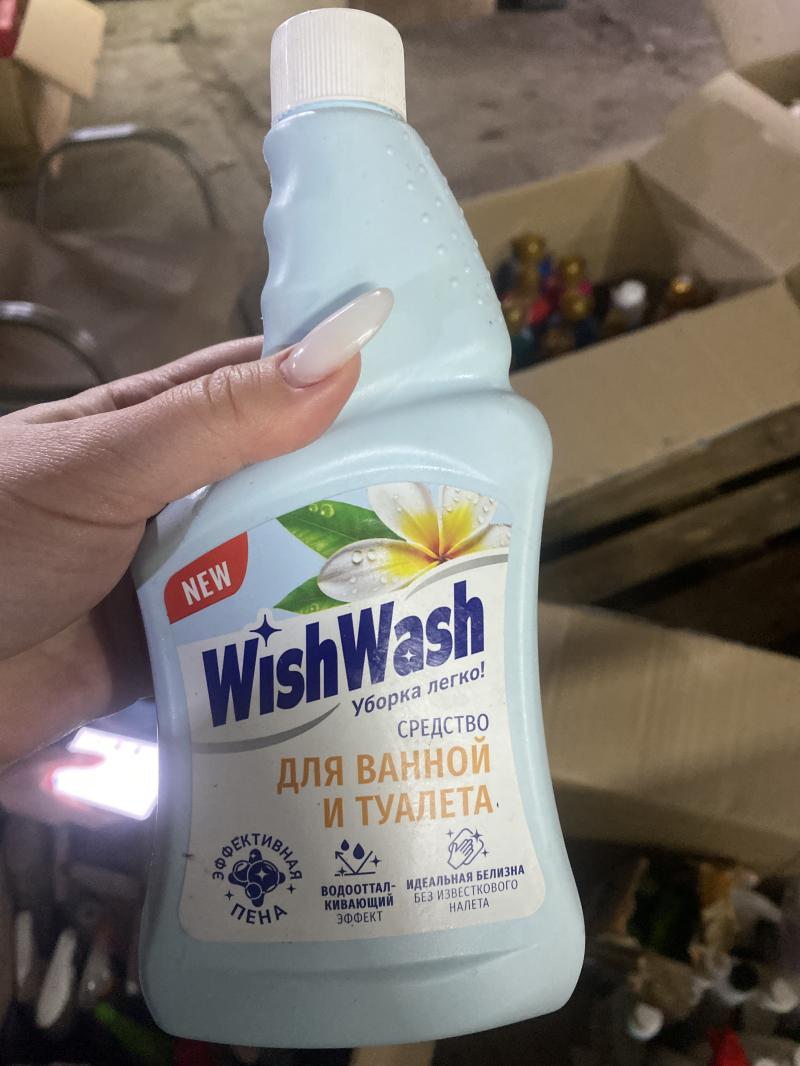 NEW
WishWash
Уборка легко!
СРЕДСТВО
ДЛЯ ВАННОЙ
И ТУАЛЕТА
ЭФФЕКТИВНАЯ
ПЕНА
ВОДООТТАЛ-
КИВАЮЩИЙ
ЭФФЕКТ
ИДЕАЛЬНАЯ БЕЛИЗНА
БЕЗ ИЗВЕСТКОВОГО
НАЛЕТА